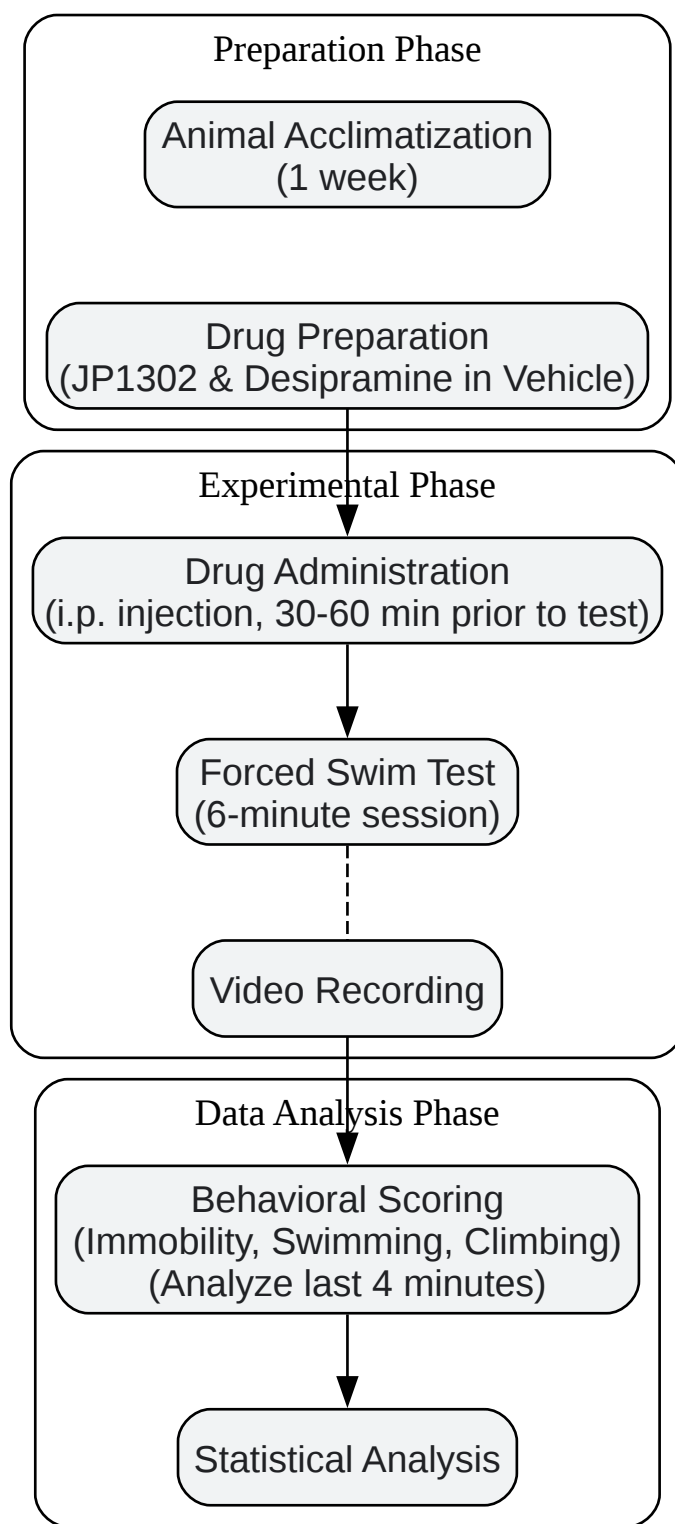 Preparation Phase
Animal Acclimatization
(1 week)
Drug Preparation
(JP1302 & Desipramine in Vehicle)
Experimental Phase
Drug Administration
(i.p. injection, 30-60 min prior to test)
Forced Swim Test
(6-minute session)
Video Recording
Data Analysis Phase
Behavioral Scoring
(Immobility, Swimming, Climbing)
(Analyze last 4 minutes)
Statistical Analysis